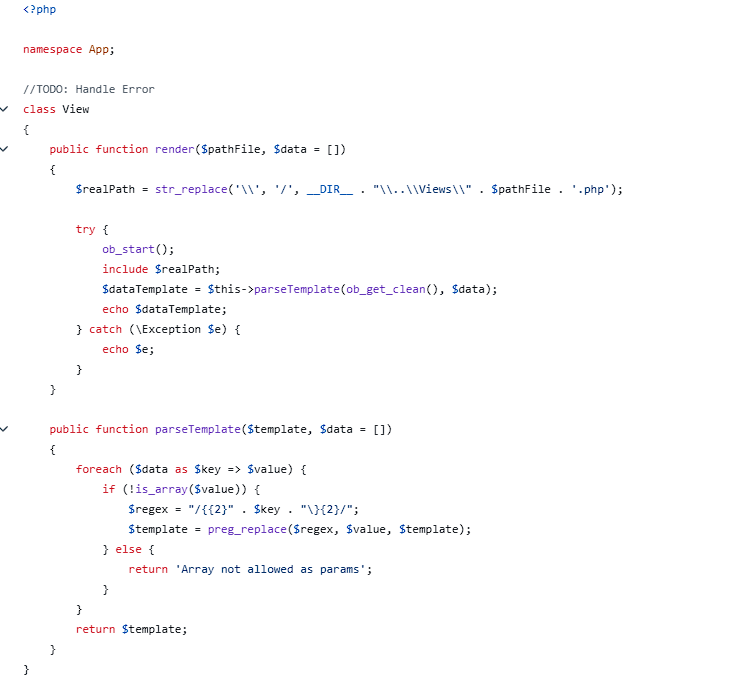 <?php
namespace App;
//TODO: Handle Error
class View
{
    public function render($pathFile, $data = [])
    {
        $realPath = str_replace('\\', '/', __DIR__ . "\\..\\Views\\" . $pathFile . '.php');
        try {
            ob_start();
            include $realPath;
            $dataTemplate = $this->parseTemplate(ob_get_clean(), $data);
            echo $dataTemplate;
        } catch (\Exception $e) {
            echo $e;
        }
    }
    public function parseTemplate($template, $data = [])
    {
        foreach ($data as $key => $value) {
            if (!is_array($value)) {
                $regex = "/{{2}" . $key . "\}{2}/";
                $template = preg_replace($regex, $value, $template);
            } else {
                return 'Array not allowed as params';
            }
        }
        return $template;
    }
}